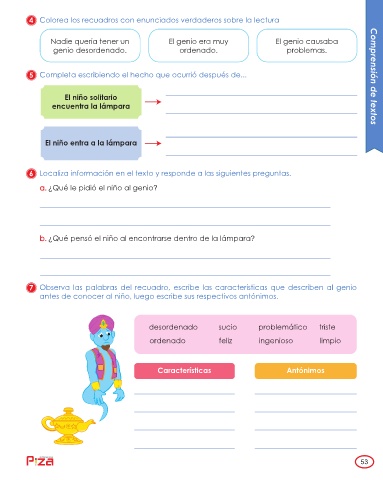 4 Colorea los recuadros con enunciados verdaderos sobre la lectura
Nadie quería tener un
genio desordenado.
El genio era muy
ordenado.
El genio causaba
problemas.
Comprensión de textos
5 Completa escribiendo el hecho que ocurrió después de...
El niño solitario
encuentra la lámpara
El niño entra a la lámpara
6 Localiza información en el texto y responde a las siguientes preguntas.
a. ¿Qué le pidió el niño al genio?
b. ¿Qué pensó el niño al encontrarse dentro de la lámpara?
7 Observa las palabras del recuadro, escribe las características que describen al genio
antes de conocer al niño, luego escribe sus respectivos antónimos.
desordenado sucio problemático triste
ordenado feliz ingenioso limpio
Características Antónimos
Piza
53